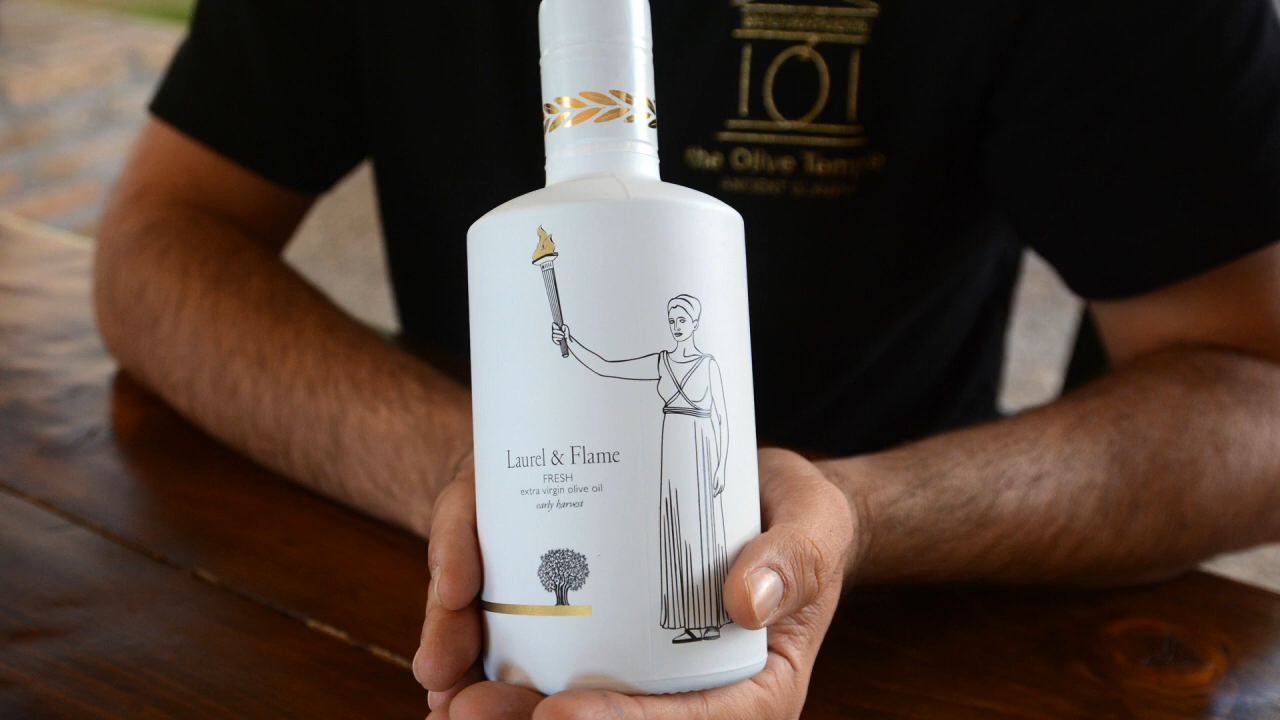 the Olive Temple
Laurel & Flame
FRESH
extra virgin olive oil
early harvest